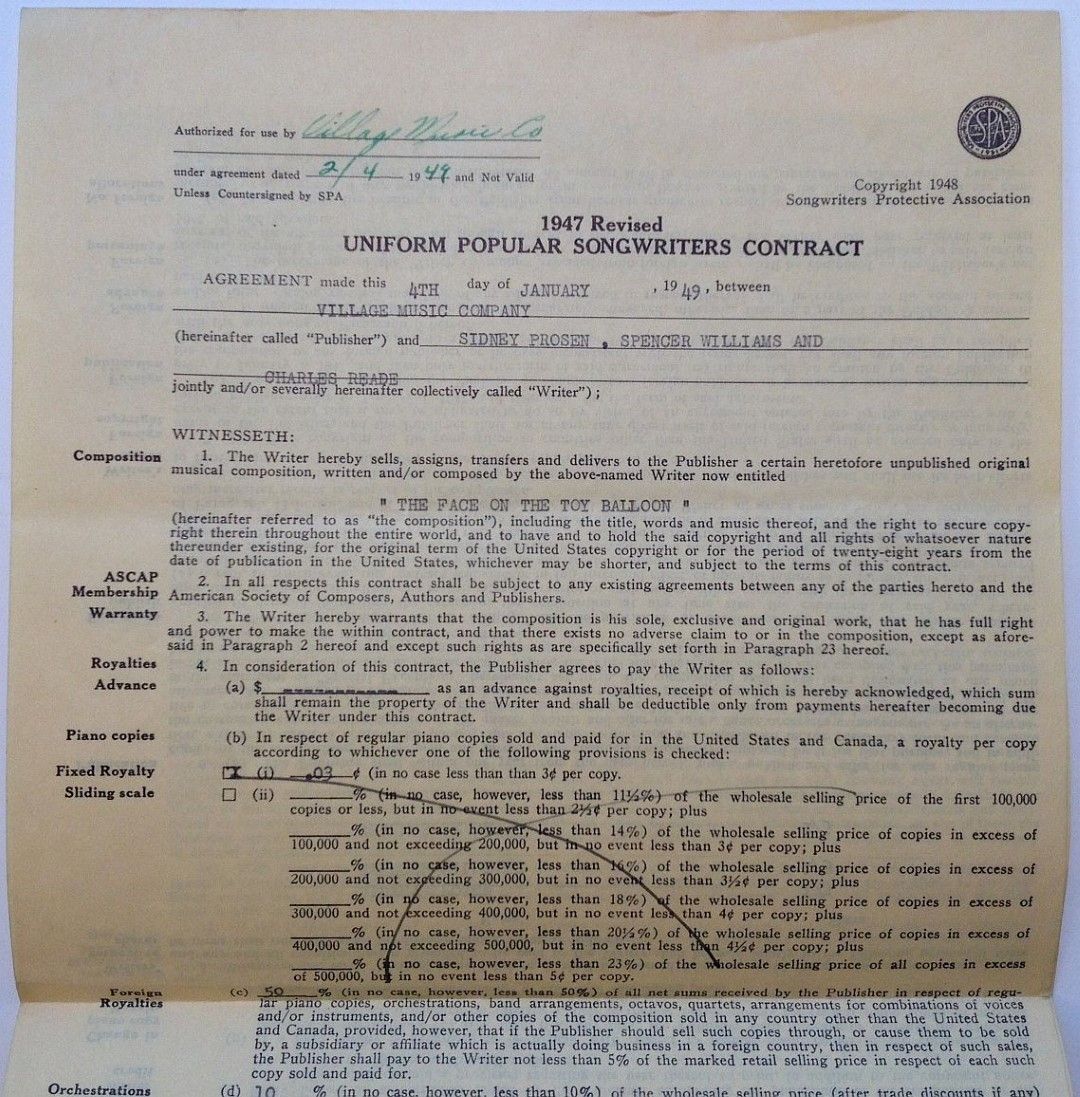 Authorized for use by Village Music Co
SPA
under agreement dated 2/4 1949 and Not Valid
Unless Countersigned by SPA
Copyright 1948
Songwriters Protective Association
1947 Revised
UNIFORM POPULAR SONGWRITERS CONTRACT
AGREEMENT made this 4TH day of JANUARY , 19 49 , between
VILLAGE MUSIC COMPANY
(hereinafter called "Publisher") and SIDNEY PROSEN , SPENCER WILLIAMS AND
CHARLES READE
jointly and/or severally hereinafter collectively called "Writer") ;
WITNESSETH:
Composition 1. The Writer hereby sells, assigns, transfers and delivers to the Publisher a certain heretofore unpublished original
musical composition, written and/or composed by the above-named Writer now entitled
" THE FACE ON THE TOY BALLOON "
(hereinafter referred to as "the composition"), including the title, words and music thereof, and the right to secure copy-
right therein throughout the entire world, and to have and to hold the said copyright and all rights of whatsoever nature
thereunder existing, for the original term of the United States copyright or for the period of twenty-eight years from the
date of publication in the United States, whichever may be shorter, and subject to the terms of this contract.
ASCAP 2. In all respects this contract shall be subject to any existing agreements between any of the parties hereto and the
Membership American Society of Composers, Authors and Publishers.
Warranty 3. The Writer hereby warrants that the composition is his sole, exclusive and original work, that he has full right
and power to make the within contract, and that there exists no adverse claim to or in the composition, except as afore-
said in Paragraph 2 hereof and except such rights as are specifically set forth in Paragraph 23 hereof.
Royalties 4. In consideration of this contract, the Publisher agrees to pay the Writer as follows:
Advance (a) $ ------------ as an advance against royalties, receipt of which is hereby acknowledged, which sum
shall remain the property of the Writer and shall be deductible only from payments hereafter becoming due
the Writer under this contract.
Piano copies (b) In respect of regular piano copies sold and paid for in the United States and Canada, a royalty per copy
according to whichever one of the following provisions is checked:
Fixed Royalty X (i) .03 ¢ (in no case less than than 3¢ per copy.
Sliding scale (ii) ______% (in no case, however, less than 11½%) of the wholesale selling price of the first 100,000
copies or less, but in no event less than 2½¢ per copy; plus
______% (in no case, however, less than 14%) of the wholesale selling price of copies in excess of
100,000 and not exceeding 200,000, but in no event less than 3¢ per copy; plus
______% (in no case, however, less than 16%) of the wholesale selling price of copies in excess of
200,000 and not exceeding 300,000, but in no event less than 3½¢ per copy; plus
______% (in no case, however, less than 18%) of the wholesale selling price of copies in excess of
300,000 and not exceeding 400,000, but in no event less than 4¢ per copy; plus
______% (in no case, however, less than 20½%) of the wholesale selling price of copies in excess of
400,000 and not exceeding 500,000, but in no event less than 4½¢ per copy; plus
______% (in no case, however, less than 23%) of the wholesale selling price of all copies in excess
of 500,000, but in no event less than 5¢ per copy.
Foreign (c) 50 % (in no case, however, less than 50%) of all net sums received by the Publisher in respect of regu-
Royalties lar piano copies, orchestrations, band arrangements, octavos, quartets, arrangements for combinations of voices
and/or instruments, and/or other copies of the composition sold in any country other than the United States
and Canada, provided, however, that if the Publisher should sell such copies through, or cause them to be sold
by, a subsidiary or affiliate which is actually doing business in a foreign country, then in respect of such sales,
the Publisher shall pay to the Writer not less than 5% of the marked retail selling price in respect of each such
copy sold and paid for.
Orchestrations (d) 10 % (in no case, however, less than 10%) of the wholesale selling price (after trade discounts if any)